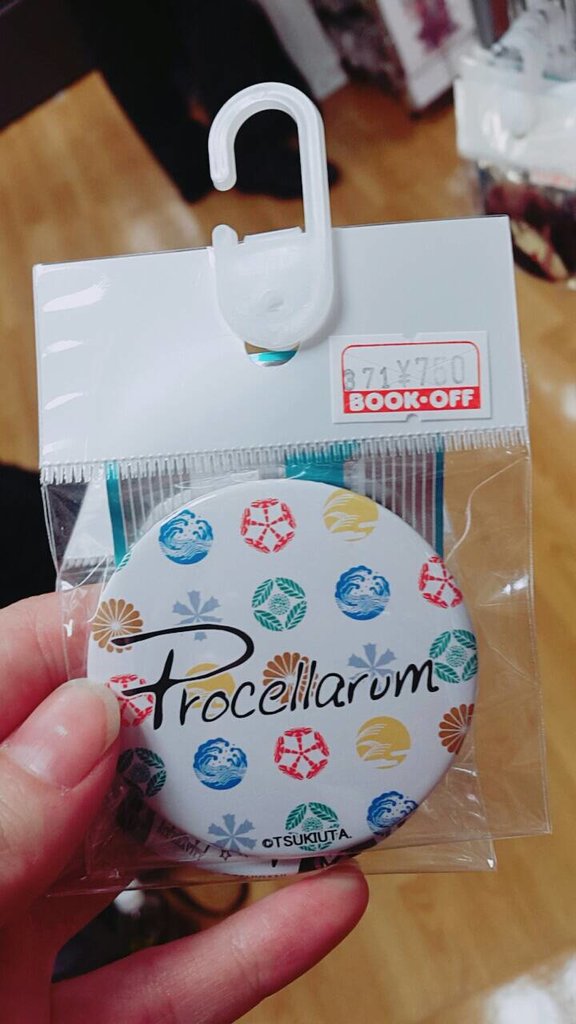 371 ¥750
BOOK·OFF
Procellarum
©TSUKIUTA.